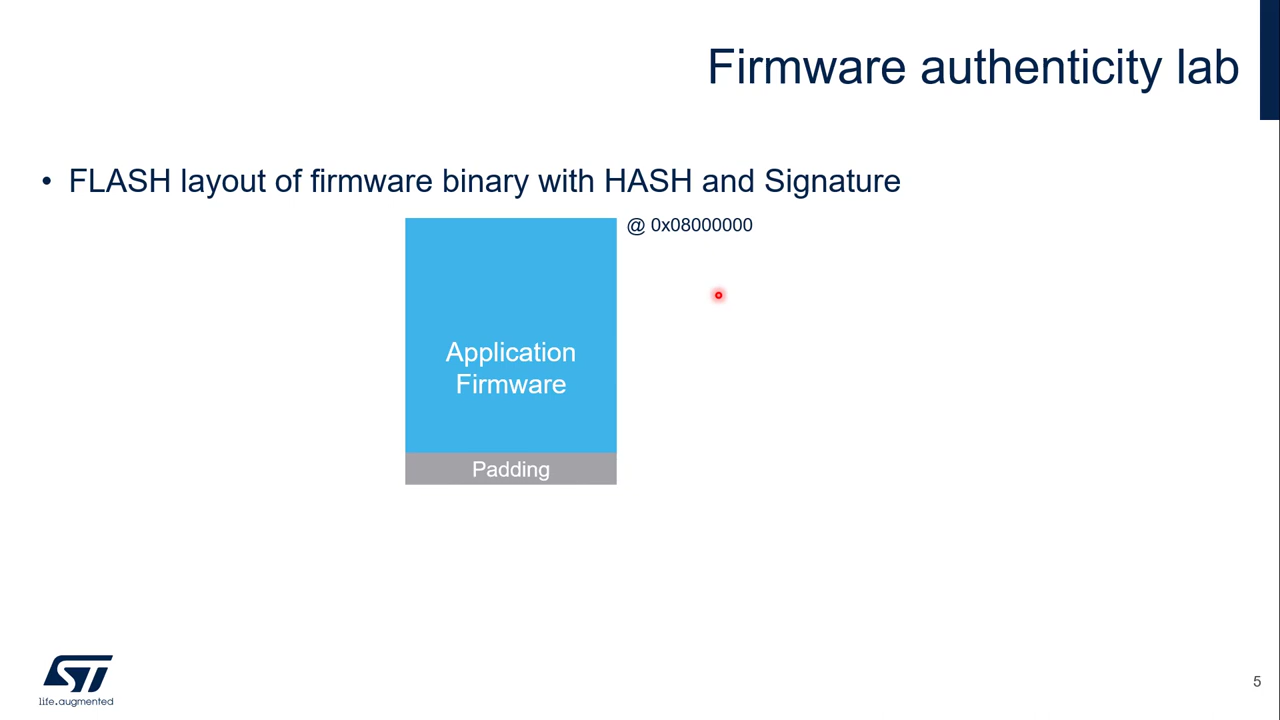 Firmware authenticity lab
• FLASH layout of firmware binary with HASH and Signature
@ 0x08000000
Application
Firmware
Padding
ST
life.augmented
5